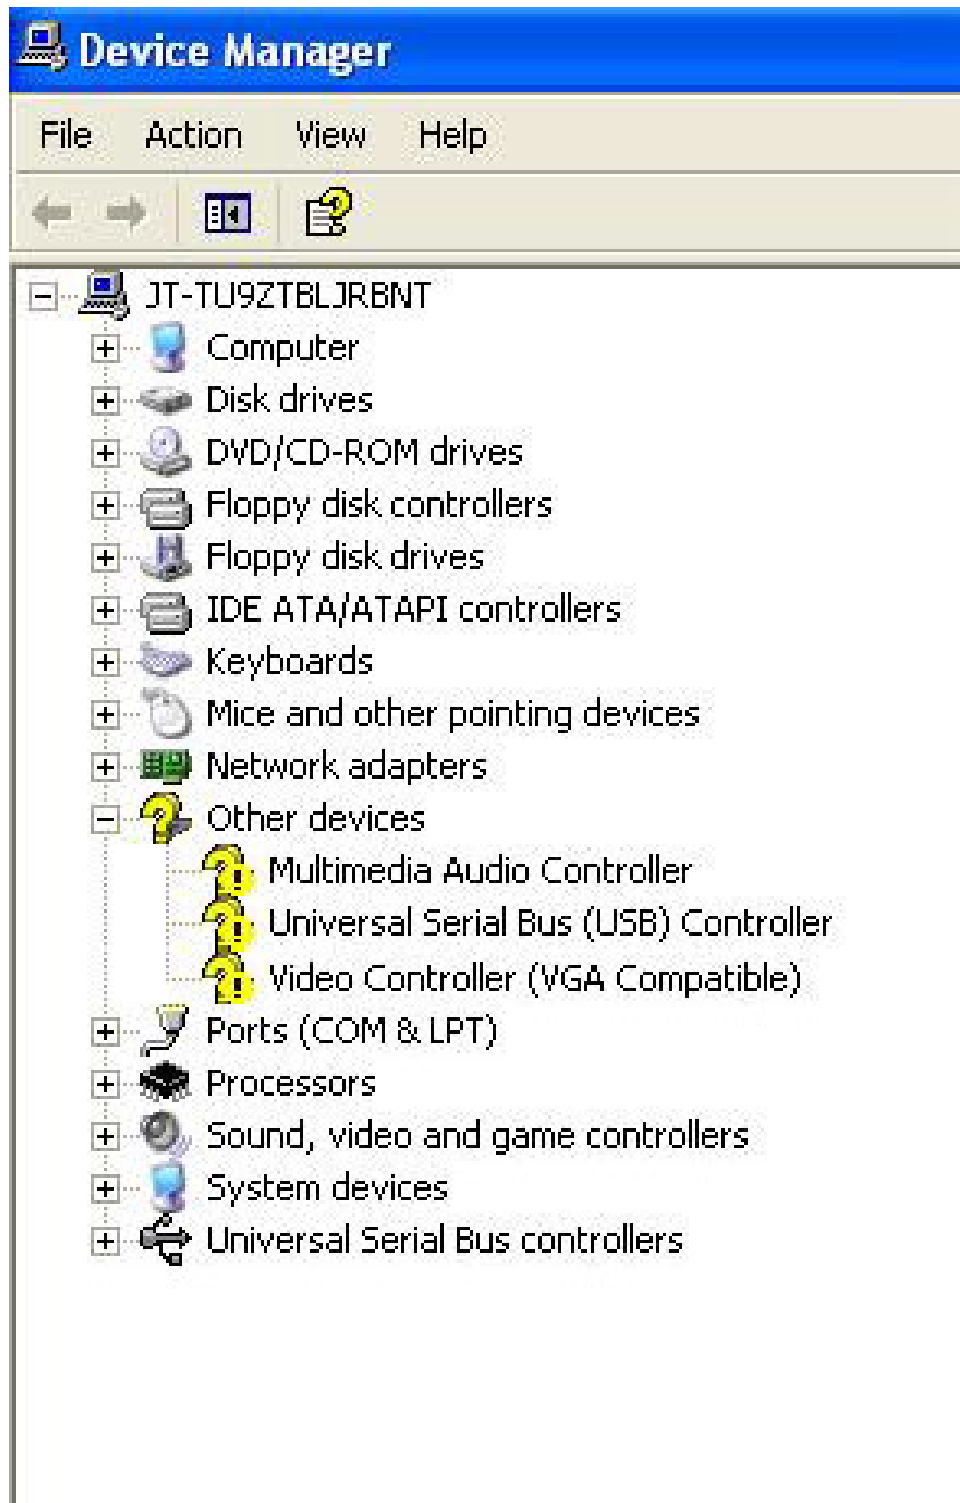 Device Manager
File Action View Help
JT-TU9ZTBLJRBNT
Computer
Disk drives
DVD/CD-ROM drives
Floppy disk controllers
Floppy disk drives
IDE ATA/ATAPI controllers
Keyboards
Mice and other pointing devices
Network adapters
Other devices
Multimedia Audio Controller
Universal Serial Bus (USB) Controller
Video Controller (VGA Compatible)
Ports (COM & LPT)
Processors
Sound, video and game controllers
System devices
Universal Serial Bus controllers